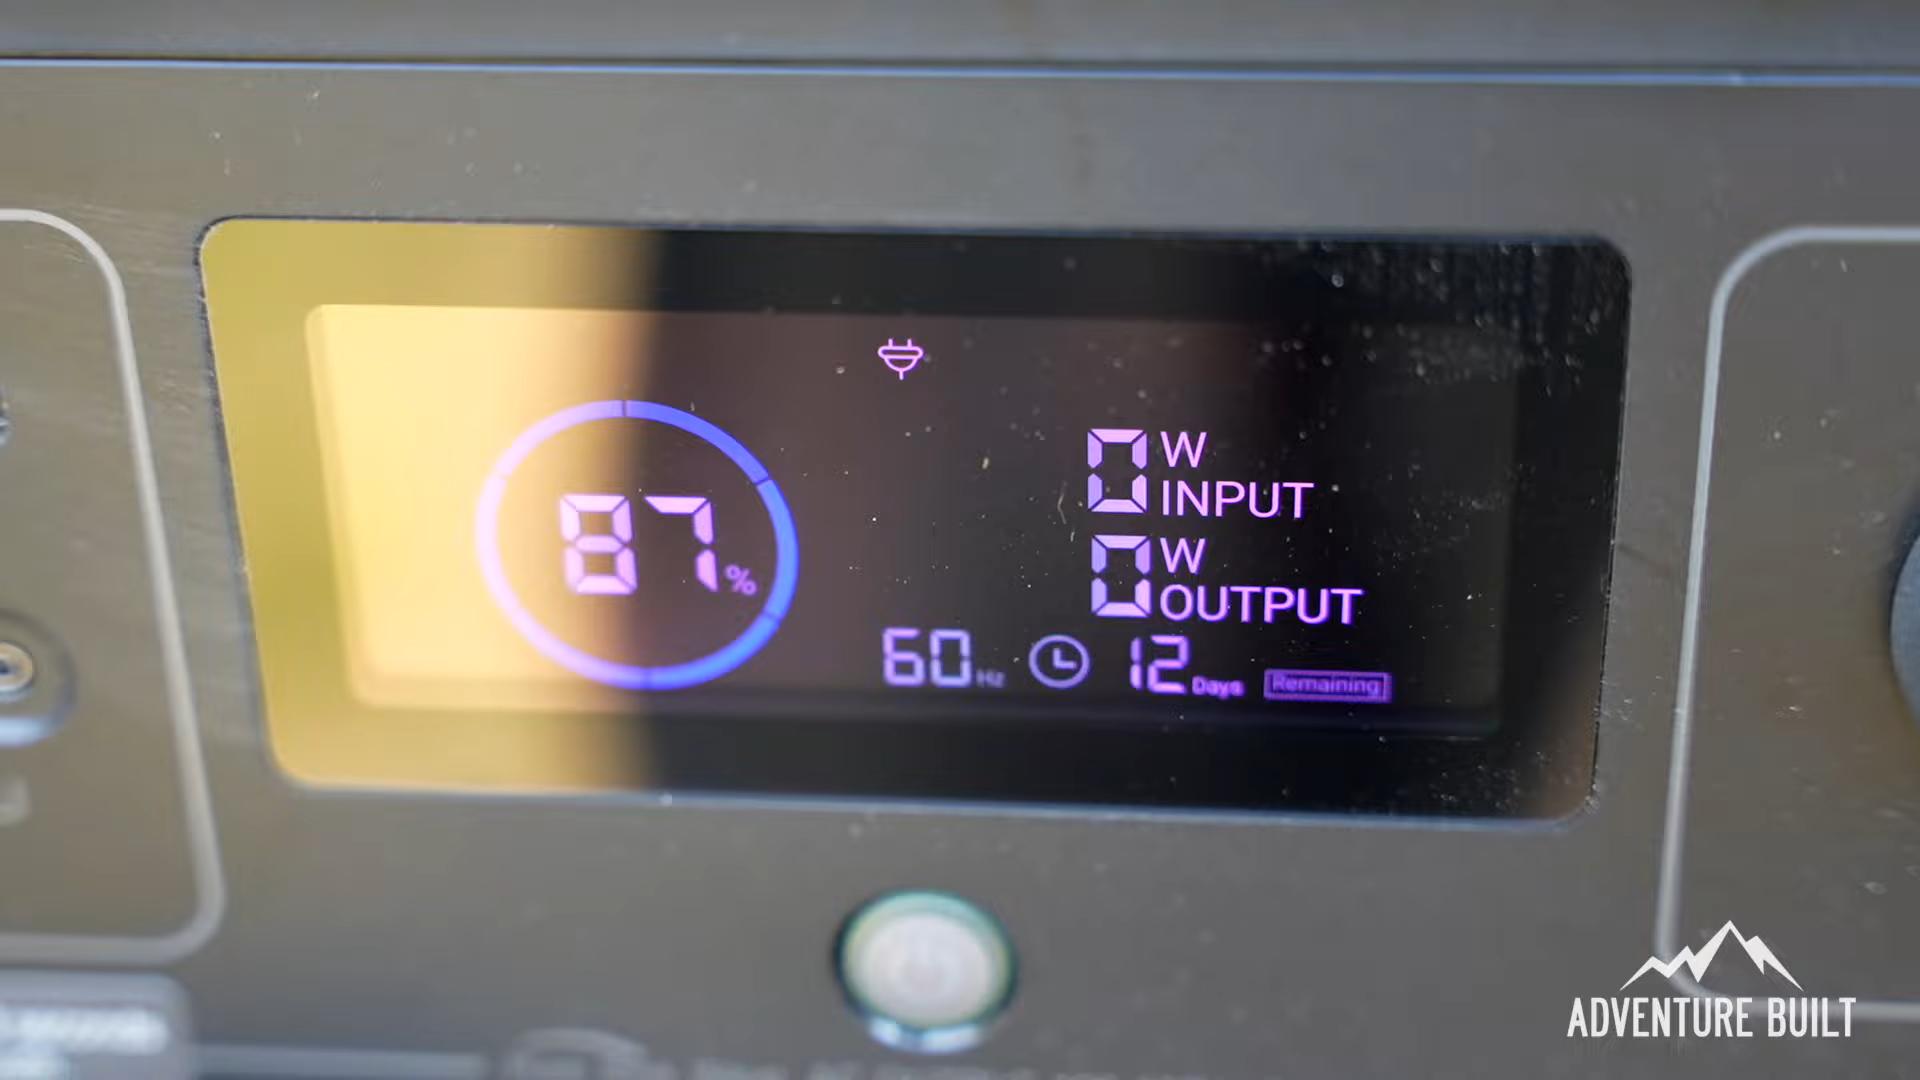 87%
0 W
INPUT
0 W
OUTPUT
60 Hz 12 Days Remaining
ADVENTURE BUILT